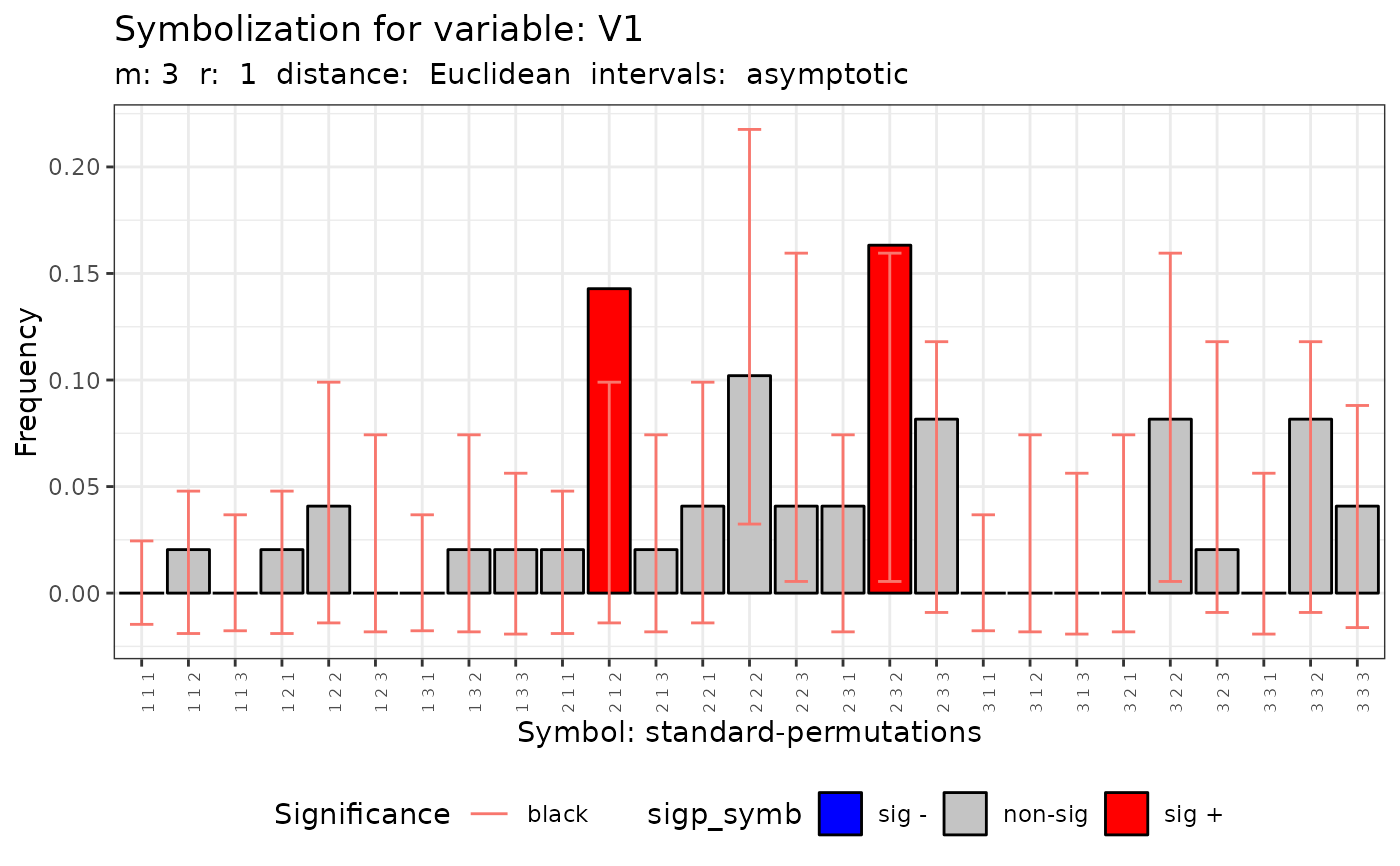 Symbolization for variable: V1
m: 3 r: 1 distance: Euclidean intervals: asymptotic
Frequency
0.20
0.15
0.10
0.05
0.00
1 1 1
1 1 2
1 1 3
1 2 1
1 2 2
1 2 3
1 3 1
1 3 2
1 3 3
2 1 1
2 1 2
2 1 3
2 2 1
2 2 2
2 2 3
2 3 1
2 3 2
2 3 3
3 1 1
3 1 2
3 1 3
3 2 1
3 2 2
3 2 3
3 3 1
3 3 2
3 3 3
Symbol: standard-permutations
Significance black sigp_symb sig - non-sig sig +